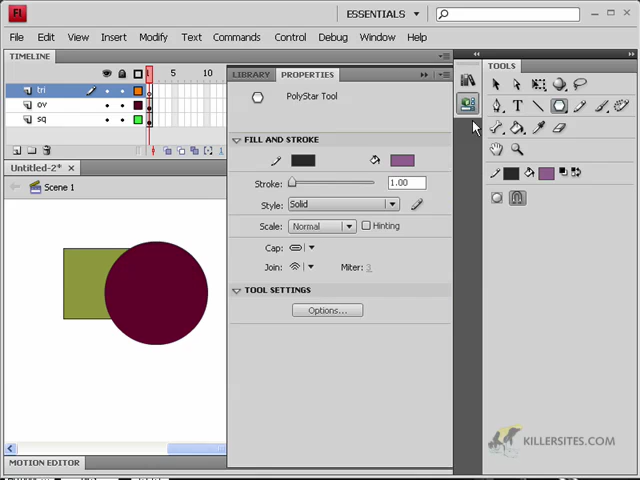 Fl
ESSENTIALS
File Edit View Insert Modify Text Commands Control Debug Window Help
TIMELINE
1 5 10
tri
ov
sq
1
Untitled-2*
Scene 1
LIBRARY PROPERTIES
PolyStar Tool
FILL AND STROKE
Stroke: 1.00
Style: Solid
Scale: Normal Hinting
Cap:
Join: Miter: 3
TOOL SETTINGS
Options...
TOOLS
T
MOTION EDITOR
KILLERSITES.COM